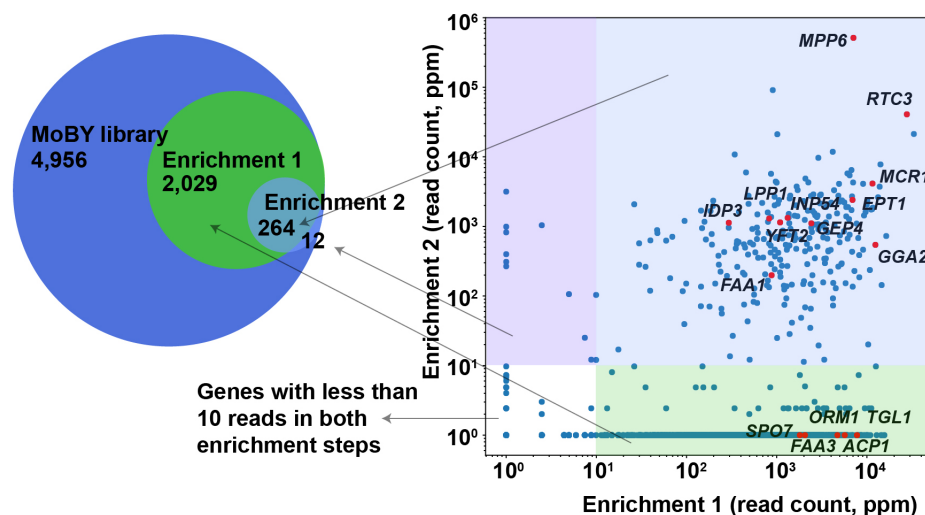 MoBY library
4,956
Enrichment 1
2,029
Enrichment 2
264
12
Genes with less than
10 reads in both
enrichment steps
Enrichment 2 (read count, ppm)
10⁶
10⁵
10⁴
10³
10²
10¹
10⁰
MPP6
RTC3
MCR1
LPP1
INP54
EPT1
IDP3
YFT2
GEP4
GGA2
FAA1
ORM1
TGL1
SPO7
FAA3
ACP1
10⁰
10¹
10²
10³
10⁴
Enrichment 1 (read count, ppm)